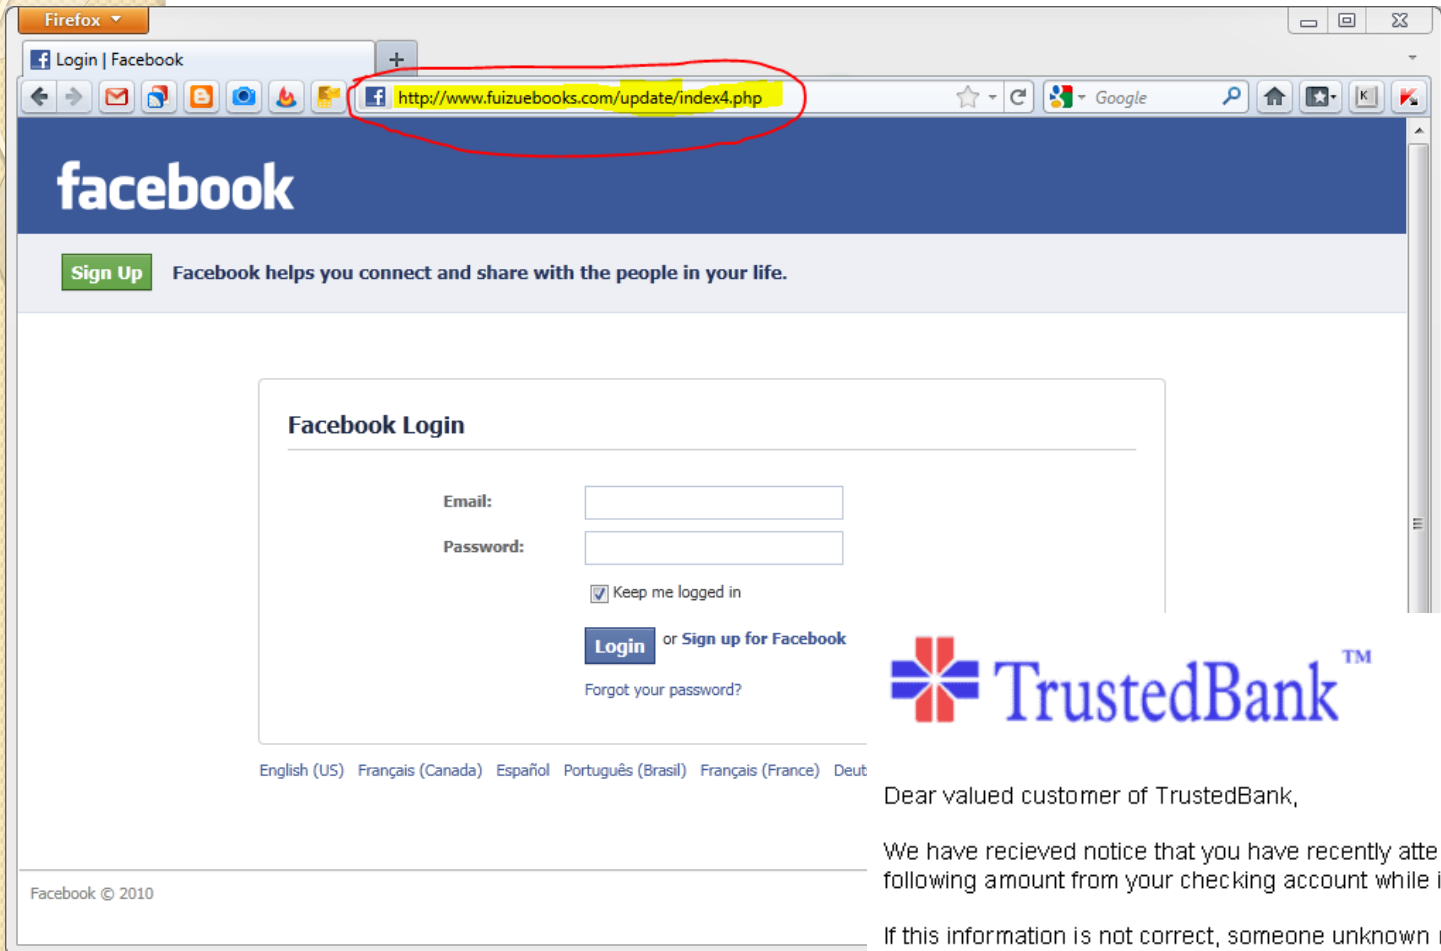 Firefox
Login | Facebook
http://www.fuizuebooks.com/update/index4.php
Google
facebook
Sign Up Facebook helps you connect and share with the people in your life.
Facebook Login
Email:
Password:
Keep me logged in
Login or Sign up for Facebook
Forgot your password?
English (US) Français (Canada) Español Português (Brasil) Français (France) Deut
Facebook © 2010
TrustedBank™
Dear valued customer of TrustedBank,
We have recieved notice that you have recently atte
following amount from your checking account while i
If this information is not correct, someone unknown